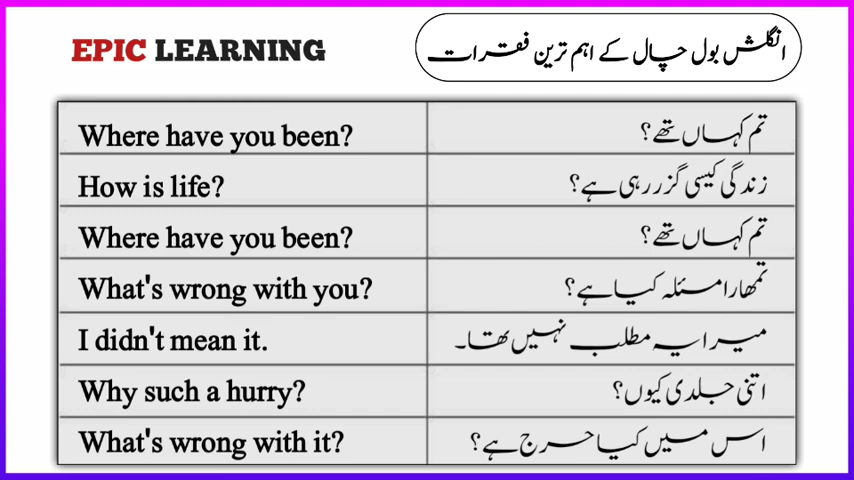 EPIC LEARNING
انگلش بول چال کے اہم ترین فقرات
Where have you been? تم کہاں تھے؟
How is life? زندگی کیسی گزر رہی ہے؟
Where have you been? تم کہاں تھے؟
What's wrong with you? تمھارا مسئلہ کیا ہے؟
I didn't mean it. میرا یہ مطلب نہیں تھا۔
Why such a hurry? اتنی جلدی کیوں؟
What's wrong with it? اس میں کیا حرج ہے؟